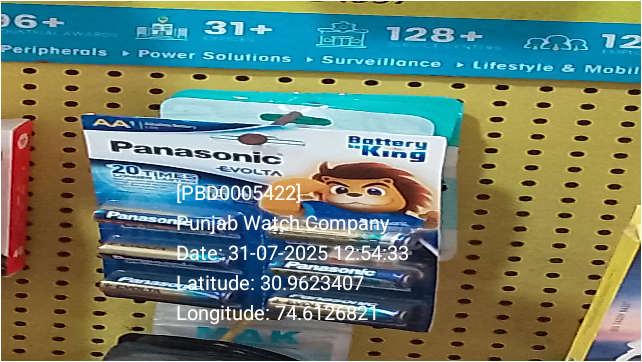 96+
31+
128+
12
Peripherals ▸ Power Solutions ▸ Surveillance ▸ Lifestyle & Mobil
AA
Panasonic
EVOLTA
Battery
King
20 TIMES
[PBD0005422]
Punjab Watch Company
Date: 31-07-2025 12:54:33
Latitude: 30.9623407
Longitude: 74.6126821
Panasonic
Panasonic